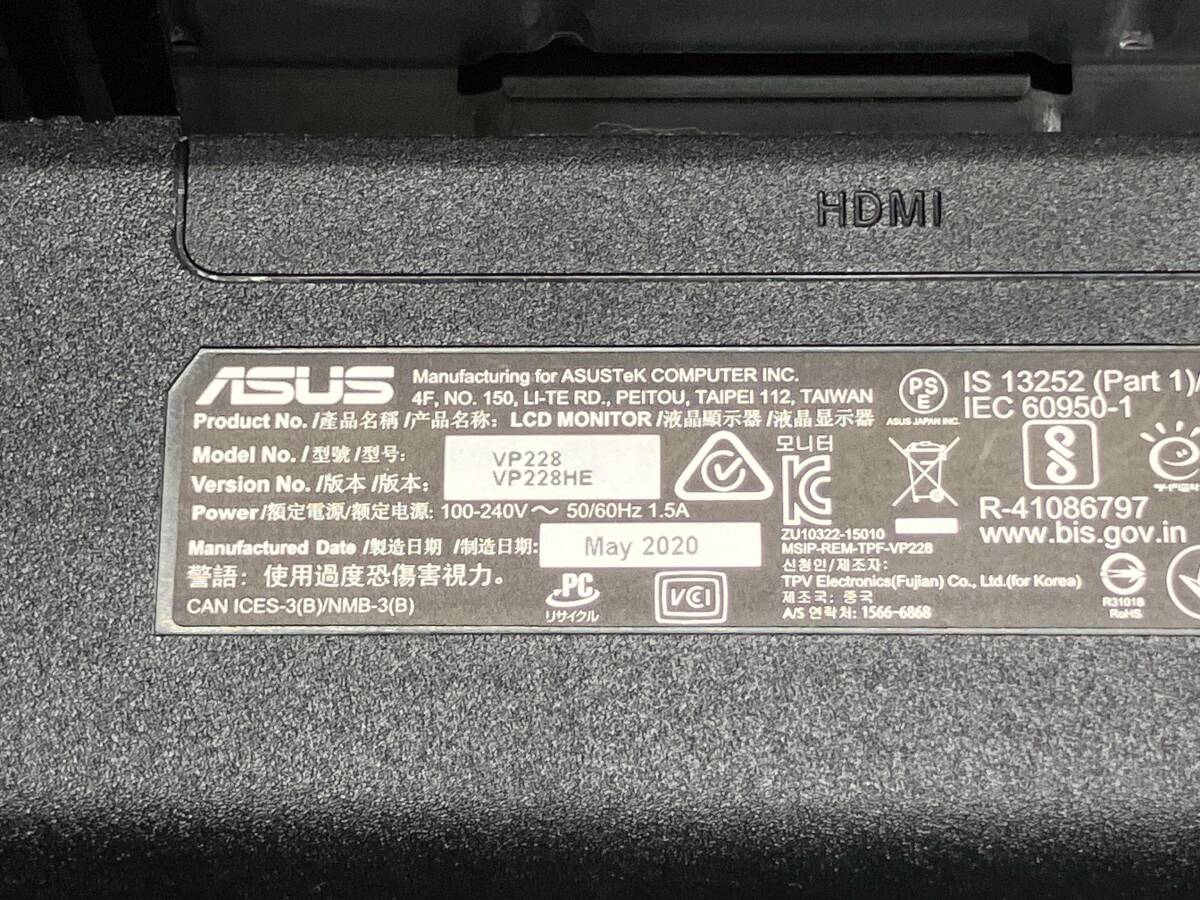 HDMI
ASUS
Manufacturing for ASUSTeK COMPUTER INC.
4F, NO. 150, LI-TE RD., PEITOU, TAIPEI 112, TAIWAN
Product No. /產品名稱 /产品名称: LCD MONITOR /液晶顯示器 /液晶显示器
Model No. /型號 /型号:
VP228
Version No. /版本 /版本:
VP228HE
Power/額定電源/额定电源: 100-240V～ 50/60Hz 1.5A
Manufactured Date /製造日期 /制造日期:
May 2020
警語: 使用過度恐傷害視力。
CAN ICES-3(B)/NMB-3(B)
PC
リサイクル
VCI
PS
E
ASUS JAPAN INC.
IS 13252 (Part 1)/
IEC 60950-1
모니터
ZU10322-15010
MSIP-REM-TPF-VP228
신청인/제조자:
TPV Electronics(Fujian) Co., Ltd.(for Korea)
제조국: 중국
A/S 연락처: 1566-6868
R-41086797
www.bis.gov.in
R31018
RoHS